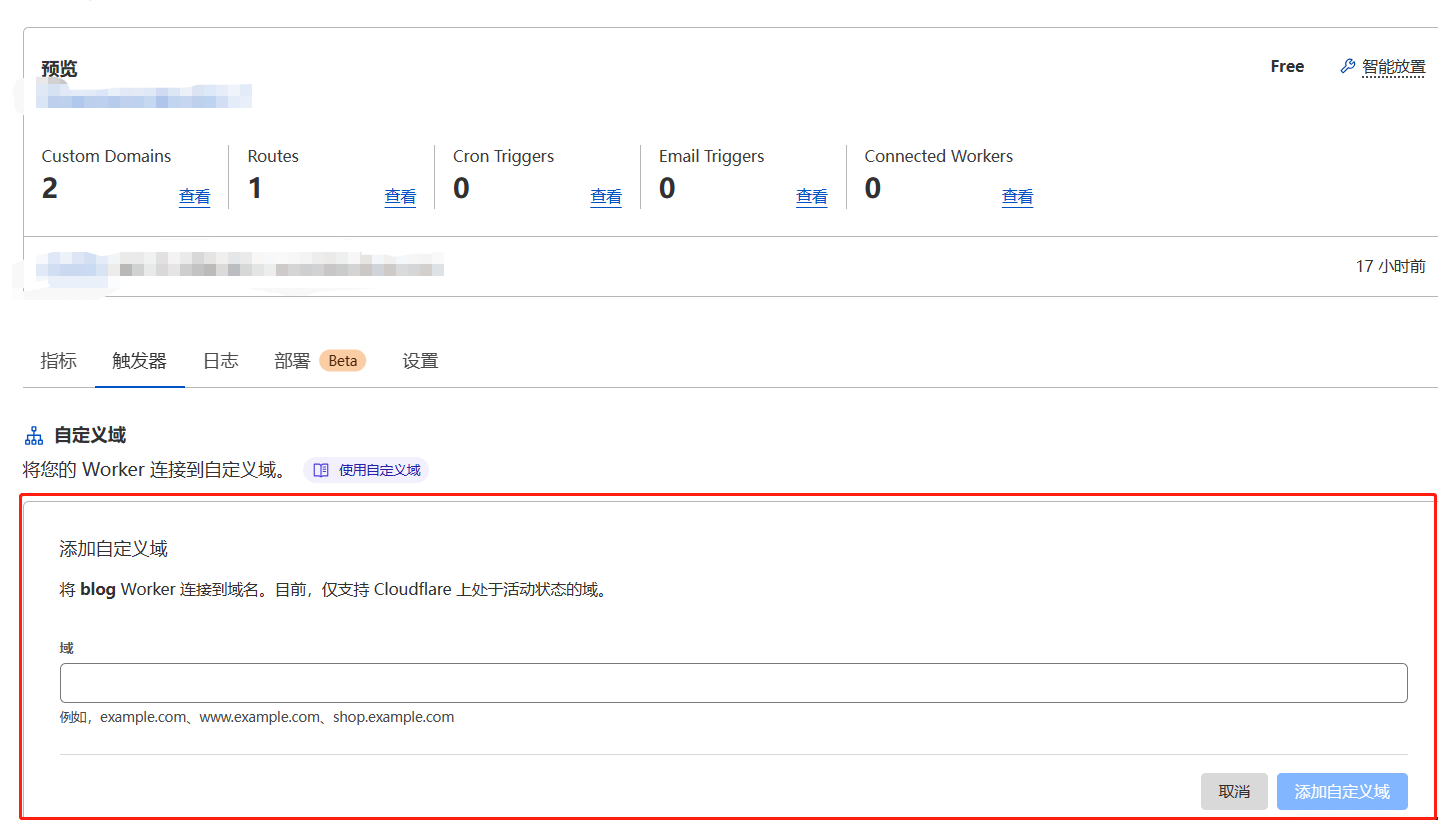 预览
Free 智能放置
Custom Domains Routes Cron Triggers Email Triggers Connected Workers
2 查看 1 查看 0 查看 0 查看 0 查看
17 小时前
指标 触发器 日志 部署 Beta 设置
自定义域
将您的 Worker 连接到自定义域。 使用自定义域
添加自定义域
将 blog Worker 连接到域名。目前，仅支持 Cloudflare 上处于活动状态的域。
域
例如，example.com、www.example.com、shop.example.com
取消 添加自定义域